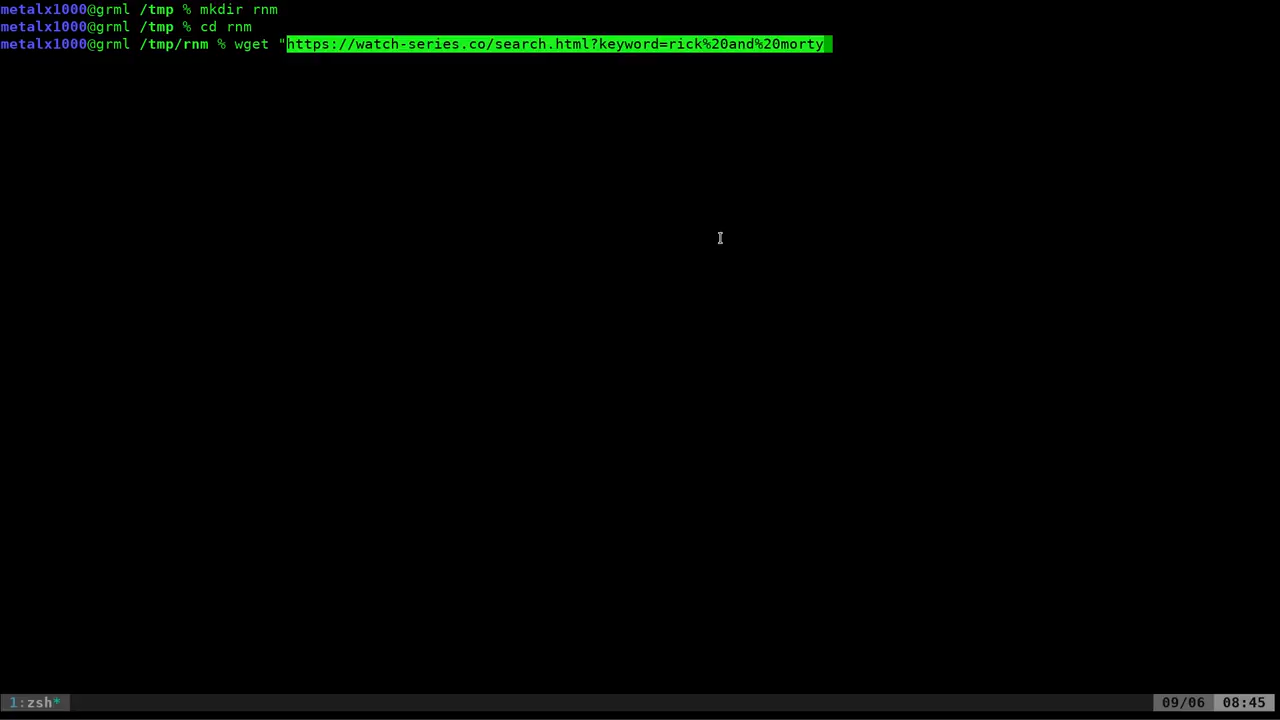 metalx1000@grml /tmp % mkdir rnm
metalx1000@grml /tmp % cd rnm
metalx1000@grml /tmp/rnm % wget "https://watch-series.co/search.html?keyword=rick%20and%20morty
1:zsh* 09/06 08:45